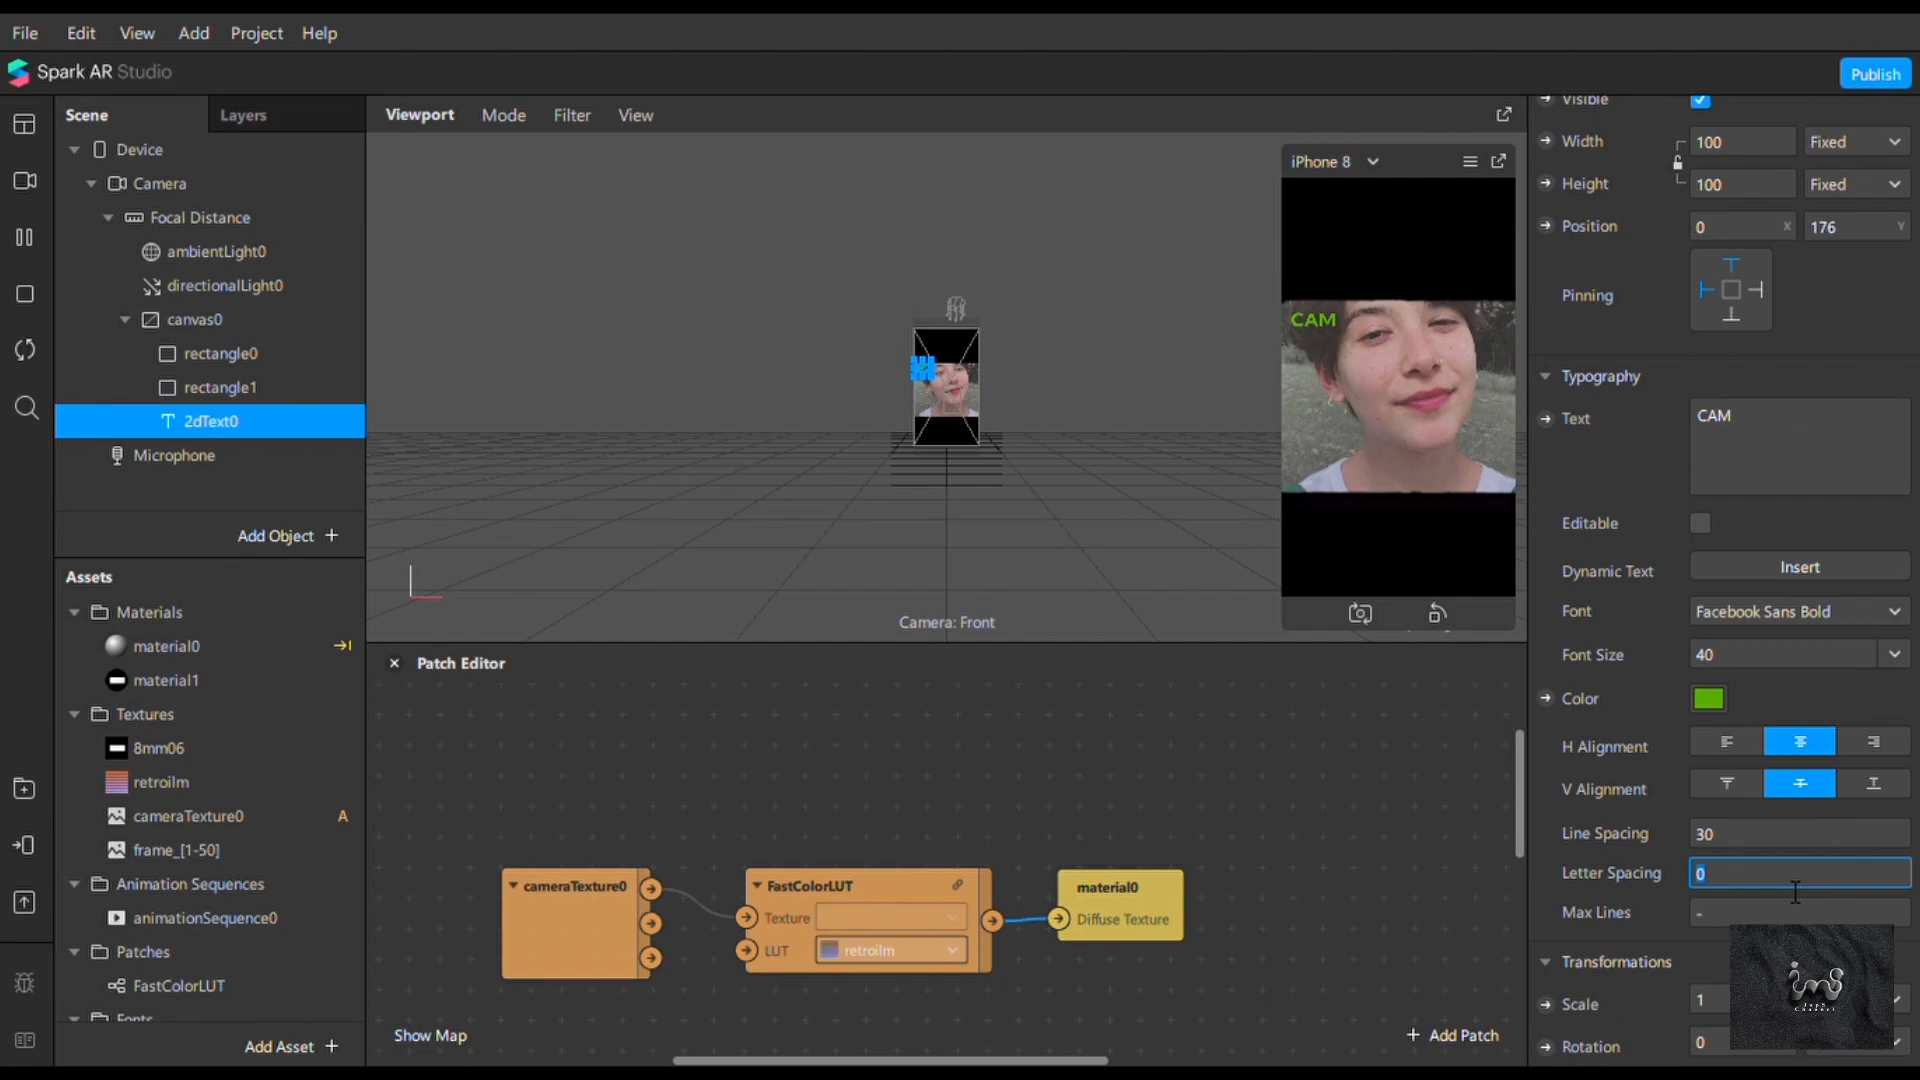 File Edit View Add Project Help
Spark AR Studio
Publish
Scene Layers
Device
Camera
Focal Distance
ambientLight0
directionalLight0
canvas0
rectangle0
rectangle1
2dText0
Microphone
Add Object +
Assets
Materials
material0
material1
Textures
8mm06
retroilm
cameraTexture0 A
frame_[1-50]
Animation Sequences
animationSequence0
Patches
FastColorLUT
Fonts
Add Asset +
Viewport Mode Filter View
iPhone 8
CAM
Camera: Front
Patch Editor
cameraTexture0
FastColorLUT
Texture
LUT retroilm
material0
Diffuse Texture
Show Map
+ Add Patch
Visible
Width 100 Fixed
Height 100 Fixed
Position 0 X 176 Y
Pinning
Typography
Text CAM
Editable
Dynamic Text Insert
Font Facebook Sans Bold
Font Size 40
Color
H Alignment
V Alignment
Line Spacing 30
Letter Spacing 0
Max Lines -
Transformations
Scale 1
Rotation 0